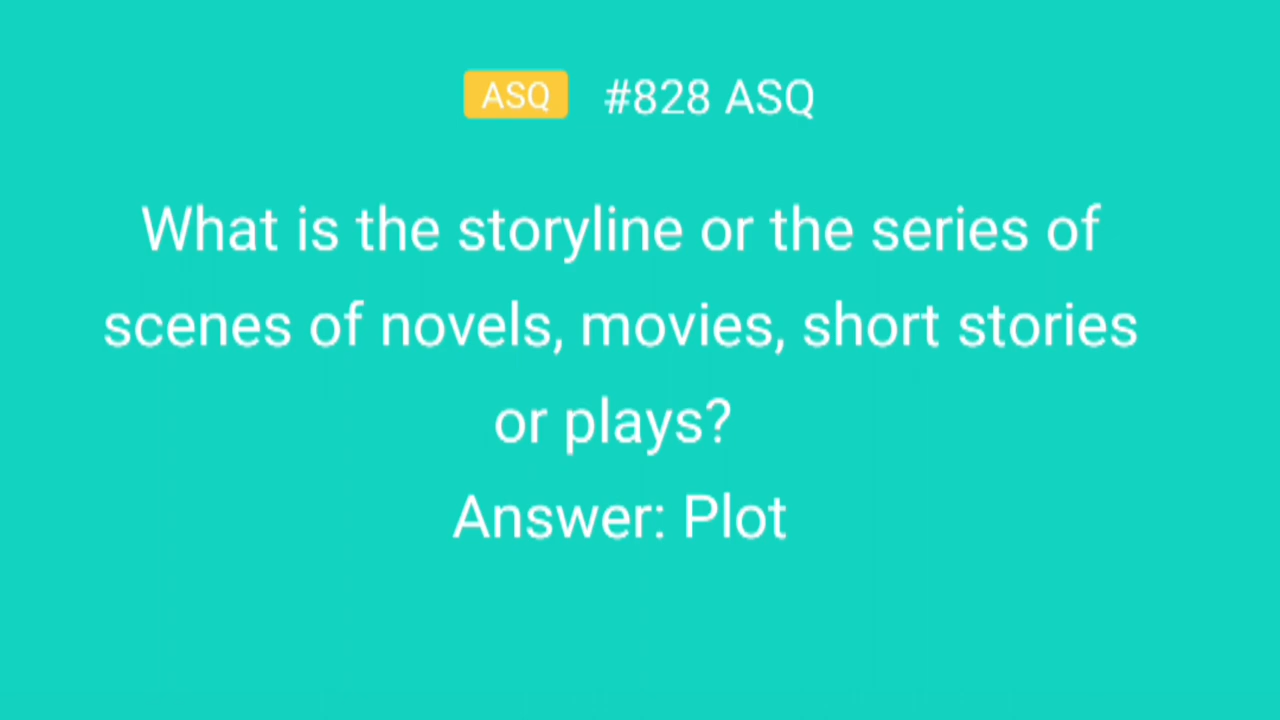 ASQ #828 ASQ
What is the storyline or the series of
scenes of novels, movies, short stories
or plays?
Answer: Plot